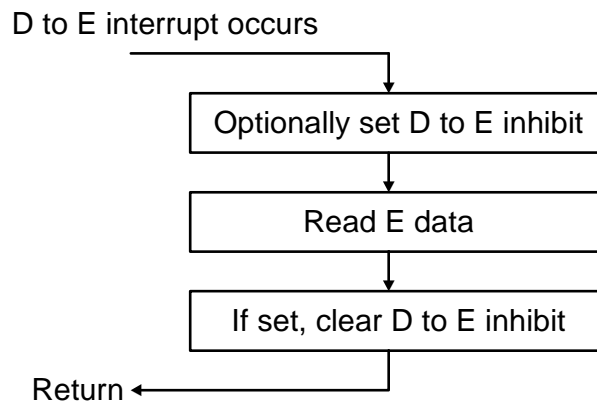 D to E interrupt occurs
Optionally set D to E inhibit
Read E data
If set, clear D to E inhibit
Return